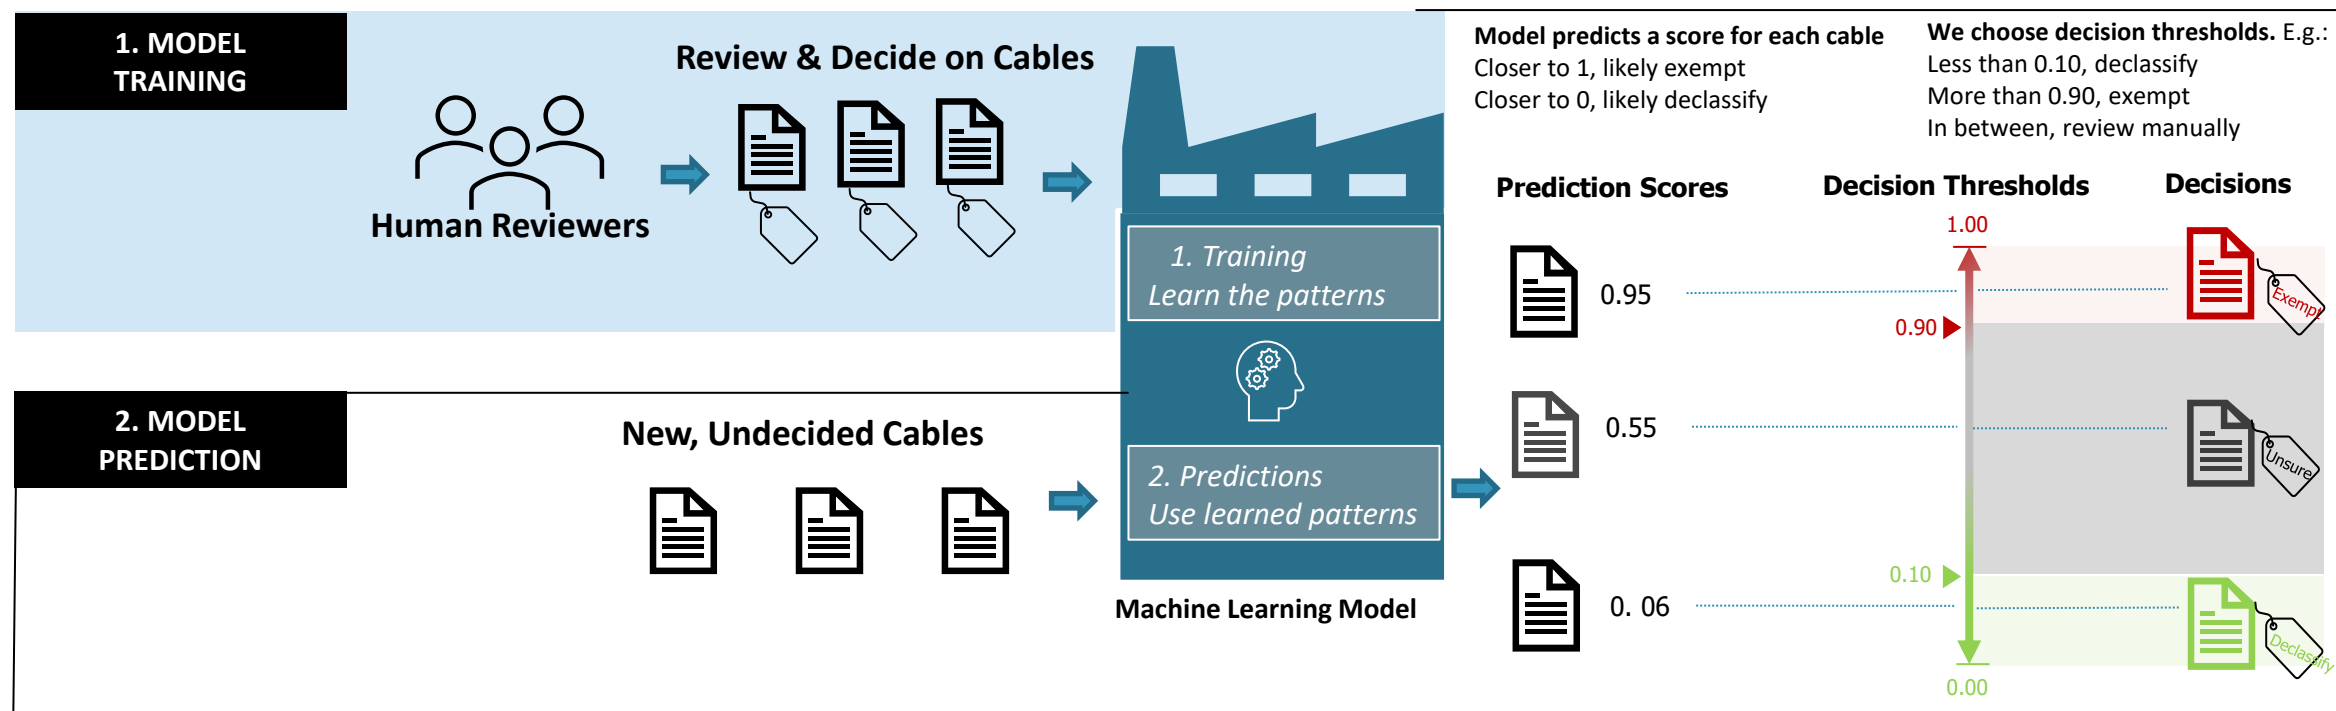 1. MODEL
TRAINING
Review & Decide on Cables
Human Reviewers
1. Training
Learn the patterns
2. MODEL
PREDICTION
New, Undecided Cables
2. Predictions
Use learned patterns
Machine Learning Model
Model predicts a score for each cable
Closer to 1, likely exempt
Closer to 0, likely declassify
We choose decision thresholds. E.g.:
Less than 0.10, declassify
More than 0.90, exempt
In between, review manually
Prediction Scores
Decision Thresholds
Decisions
1.00
0.95
Exempt
0.90
0.55
Unsure
0.10
0. 06
Declassify
0.00